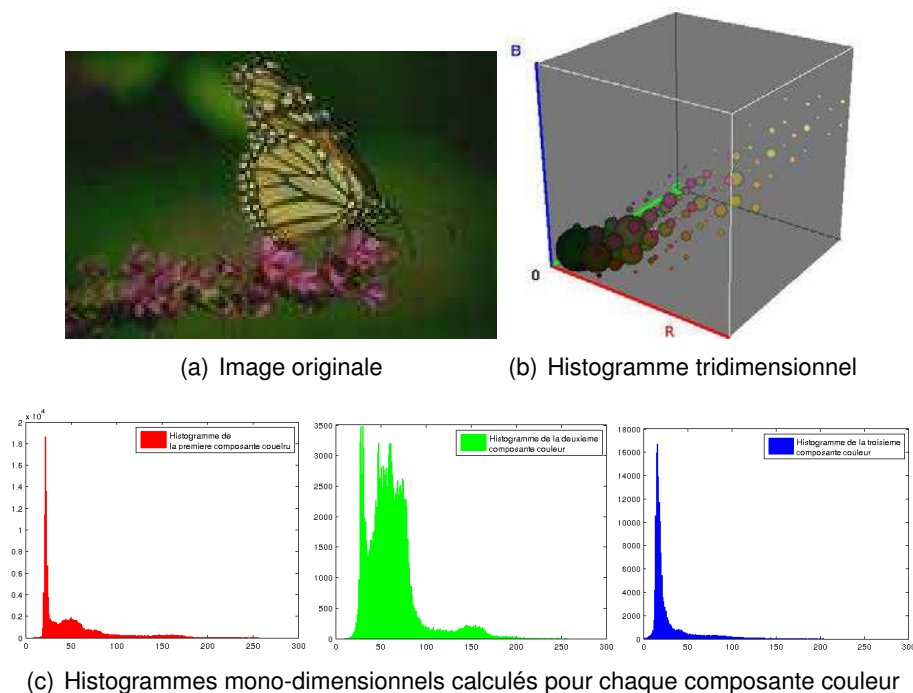 B
0
R
(a) Image originale
(b) Histogramme tridimensionnel
x 10^4
2
1.8
1.6
1.4
1.2
1
0.8
0.6
0.4
0.2
0
0 50 100 150 200 250 300
Histogramme de
la premiere composante couelru
3500
3000
2500
2000
1500
1000
500
0
0 50 100 150 200 250 300
Histogramme de la deuxieme
composante couleur
18000
16000
14000
12000
10000
8000
6000
4000
2000
0
0 50 100 150 200 250 300
Histogramme de la troisieme
composante couleur
(c) Histogrammes mono-dimensionnels calculés pour chaque composante couleur